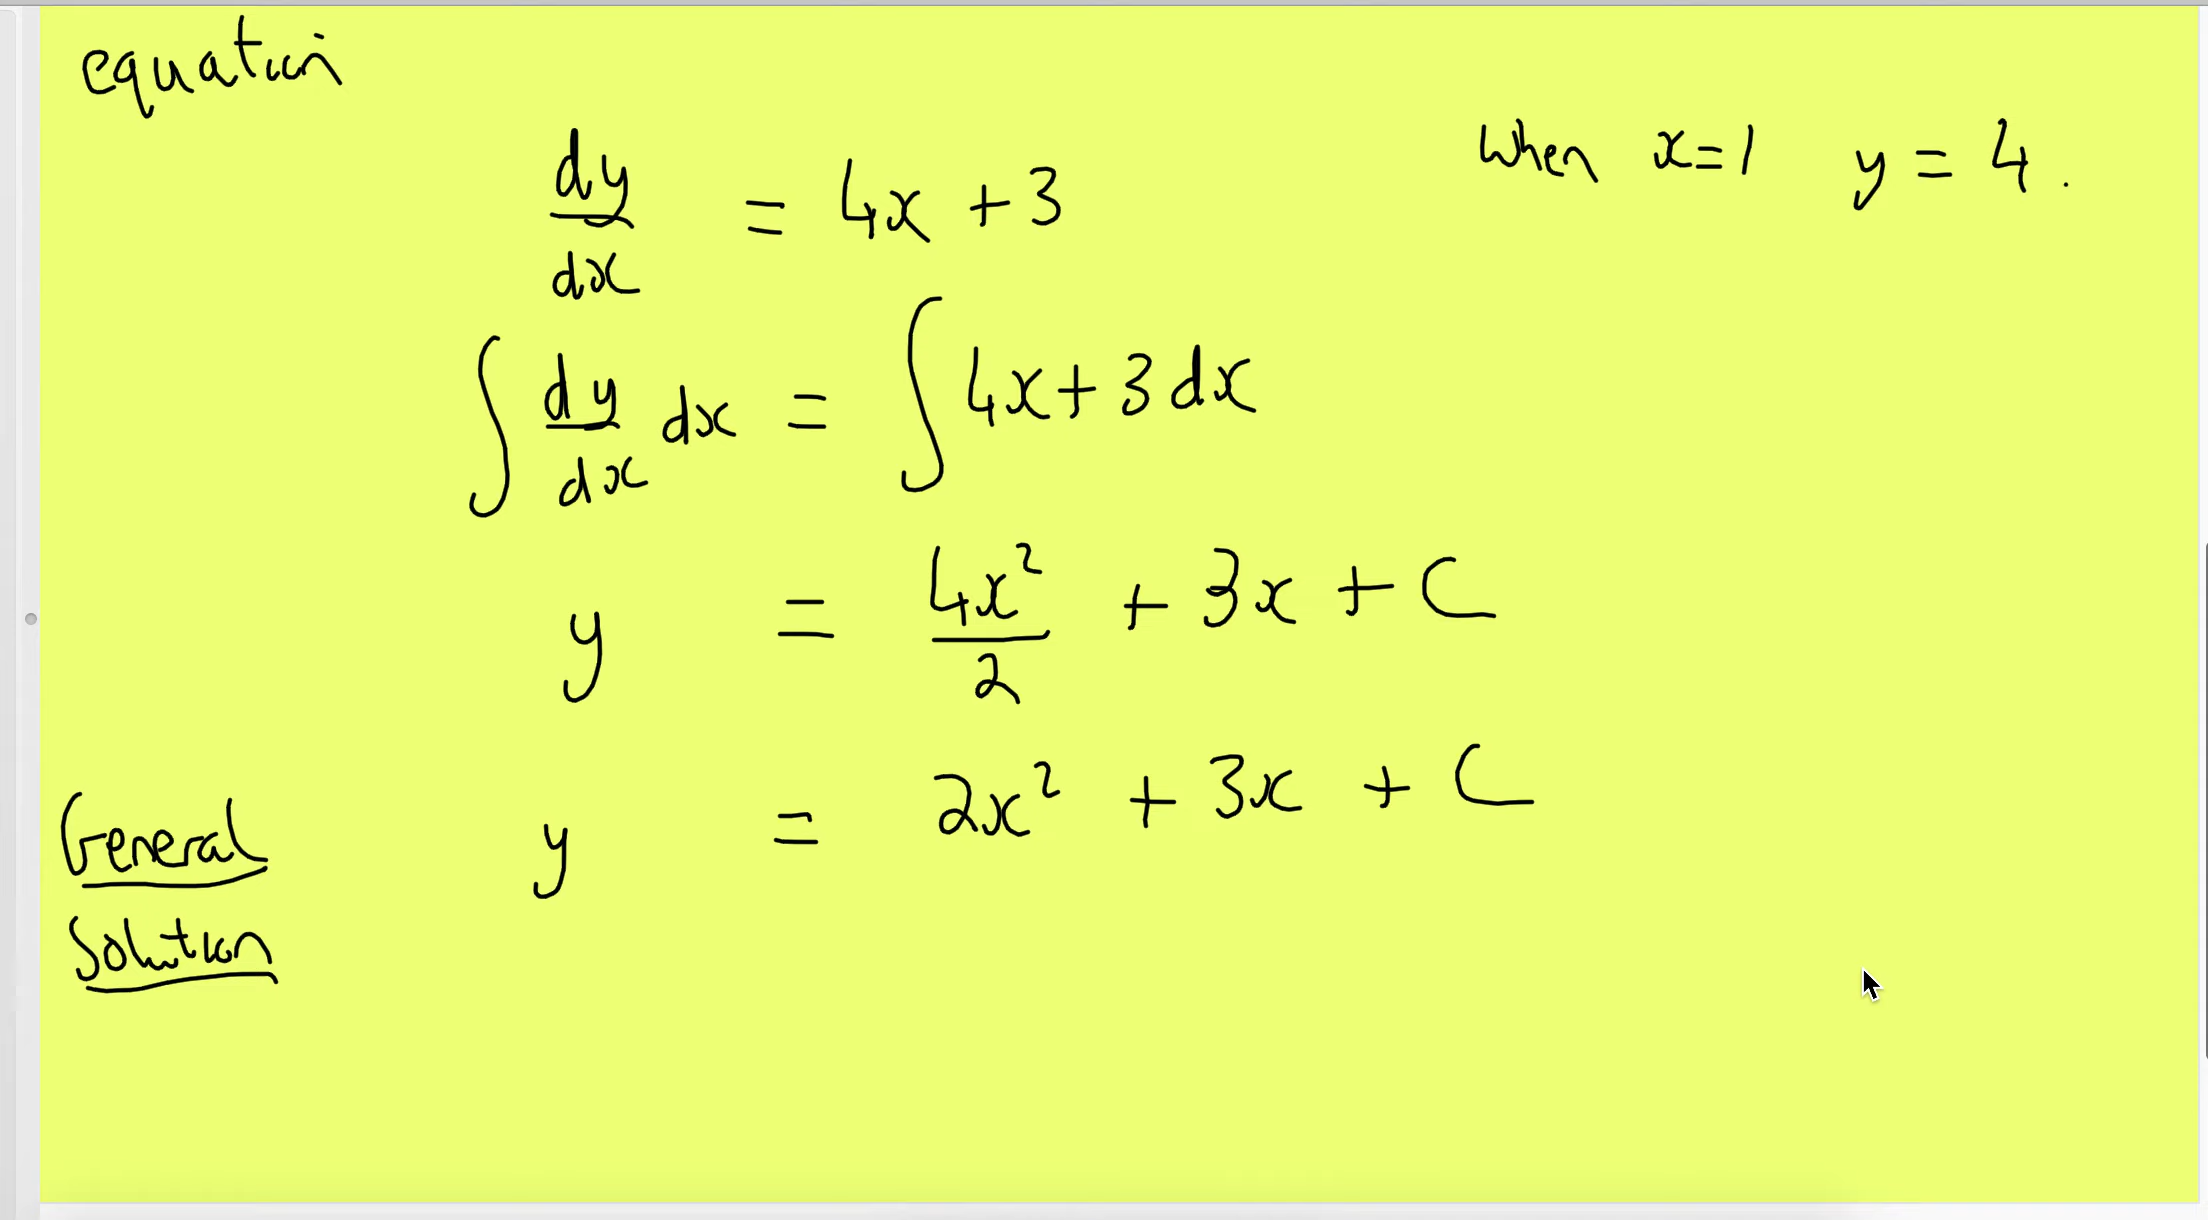 equation
dy/dx = 4x + 3
When x=1 y = 4.
∫ dy/dx dx = ∫ 4x + 3 dx
y = 4x²/2 + 3x + C
General Solution
y = 2x² + 3x + C